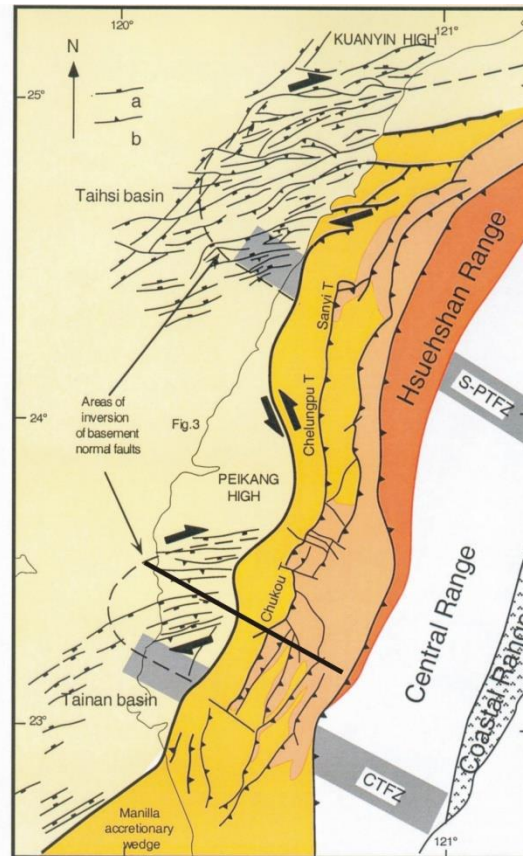 120°
121°
KUANYIN HIGH
N
25°
a
b
Taihsi basin
Hsuehshan Range
Sanyi T
S-PTFZ
Areas of
inversion
of basement
normal faults
Fig.3
24°
Chelungpu T
PEIKANG
HIGH
Chukou T
Central Range
Coastal Range
Tainan basin
23°
CTFZ
Manilla
accretionary
wedge
120°
121°